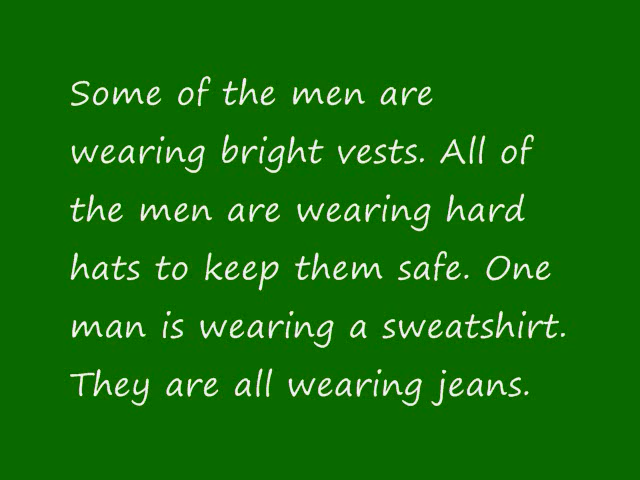 Some of the men are
wearing bright vests. All of
the men are wearing hard
hats to keep them safe. One
man is wearing a sweatshirt.
They are all wearing jeans.